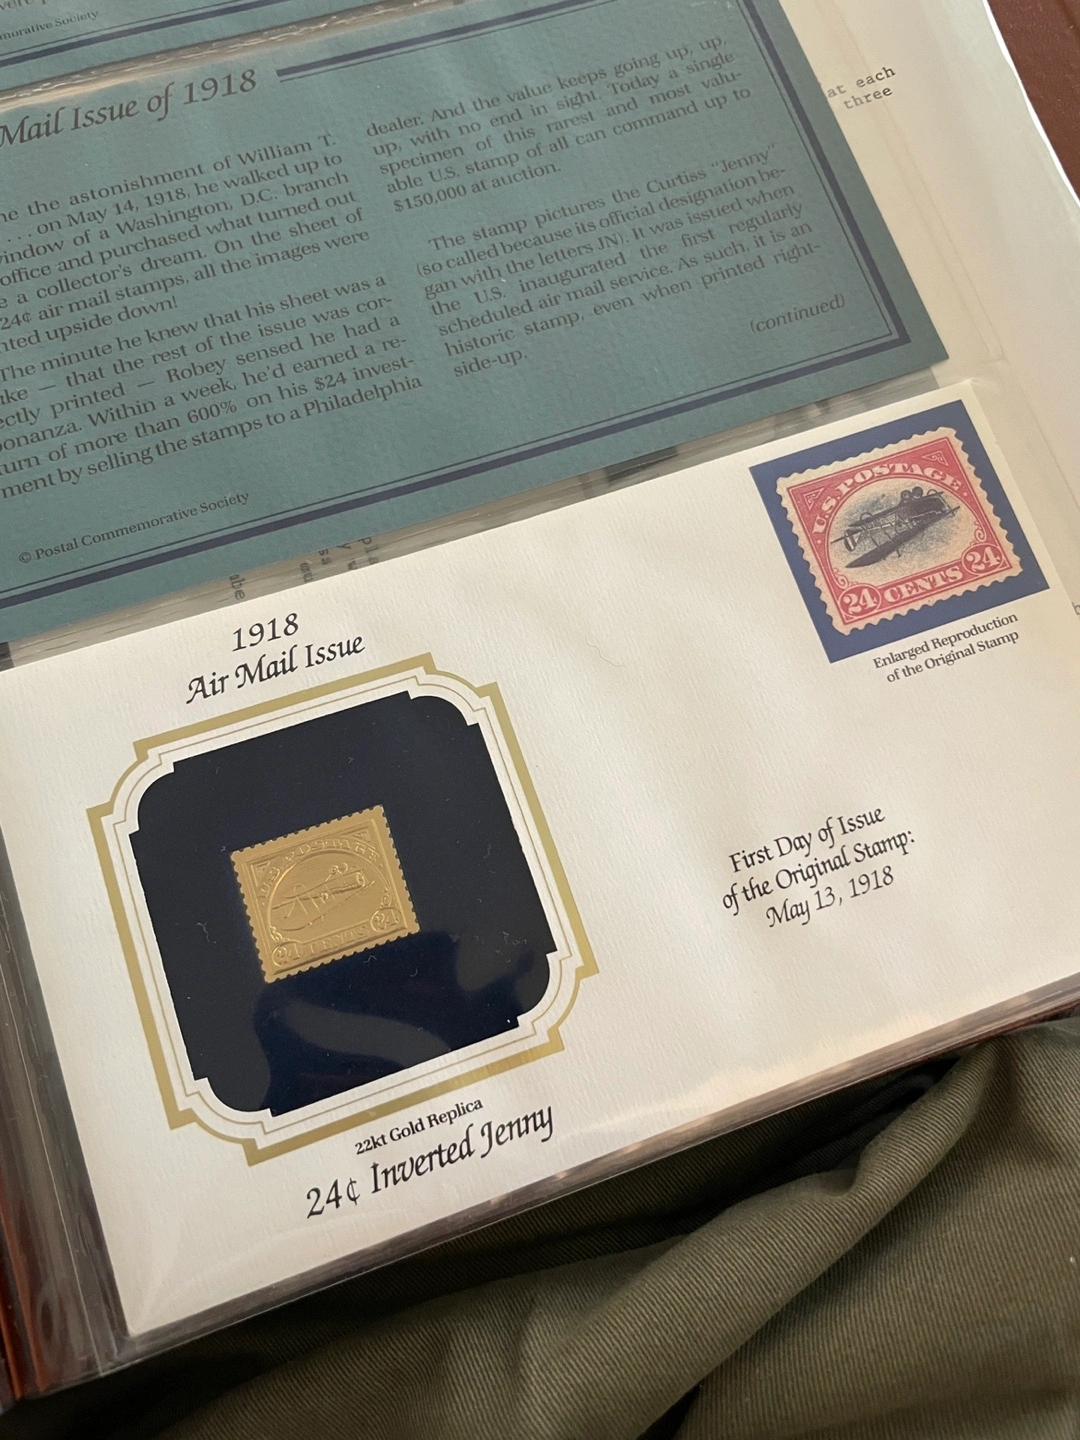 morative Society
Mail Issue of 1918
the astonishment of William T.
. . . on May 14, 1918, he walked up to
window of a Washington, D.C. branch
office and purchased what turned out
a collector's dream. On the sheet of
24¢ air mail stamps, all the images were
nted upside down!
The minute he knew that his sheet was a
ke — that the rest of the issue was cor-
ectly printed — Robey sensed he had a
onanza. Within a week, he'd earned a re-
turn of more than 600% on his $24 invest-
ment by selling the stamps to a Philadelphia
dealer. And the value keeps going up, up,
up, with no end in sight. Today a single
specimen of this rarest and most valu-
able U.S. stamp of all can command up to
$150,000 at auction.
The stamp pictures the Curtiss "Jenny"
(so called because its official designation be-
gan with the letters JN). It was issued when
the U.S. inaugurated the first regularly
scheduled air mail service. As such, it is an
historic stamp, even when printed right-
side-up.
(continued)
© Postal Commemorative Society
at each
three
1918
Air Mail Issue
U.S. POSTAGE
24 CENTS 24
Enlarged Reproduction
of the Original Stamp
U.S. POSTAGE
24 CENTS 24
First Day of Issue
of the Original Stamp:
May 13, 1918
22kt Gold Replica
24¢ Inverted Jenny